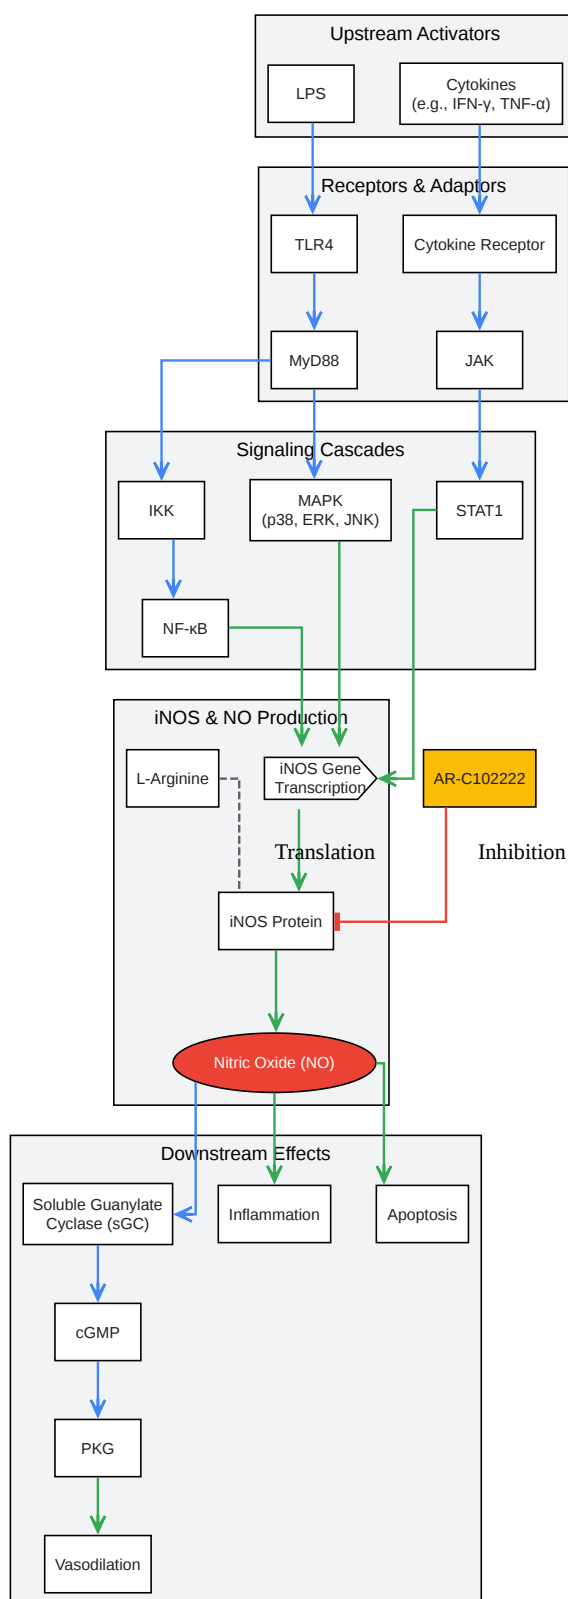 Upstream Activators
LPS
Cytokines
(e.g., IFN-γ, TNF-α)
Receptors & Adaptors
TLR4
Cytokine Receptor
MyD88
JAK
Signaling Cascades
IKK
MAPK
(p38, ERK, JNK)
STAT1
NF-κB
iNOS & NO Production
L-Arginine
iNOS Gene
Transcription
AR-C102222
Translation
Inhibition
iNOS Protein
Nitric Oxide (NO)
Downstream Effects
Soluble Guanylate
Cyclase (sGC)
Inflammation
Apoptosis
cGMP
PKG
Vasodilation